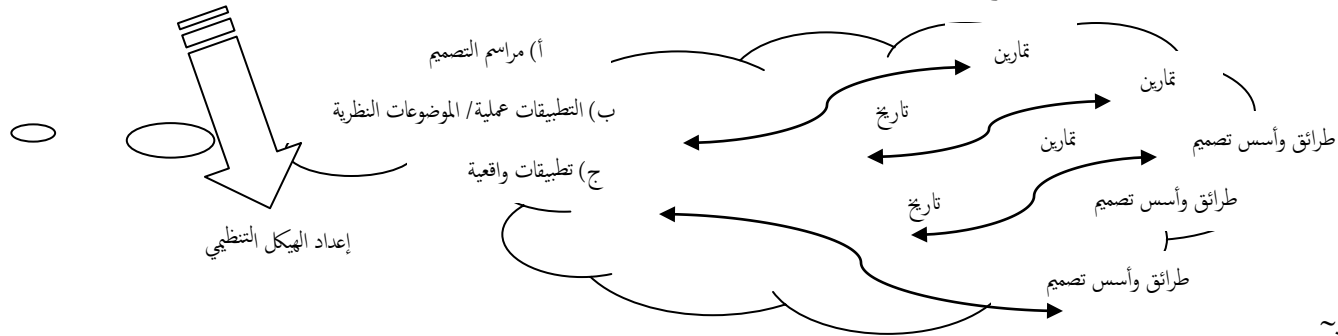 أ) مراسم التصميم
ب) التطبيقات عملية/ الموضوعات النظرية
ج) تطبيقات واقعية
إعداد الهيكل التنظيمي
تمارين
تمارين
تاريخ
تمارين
طرائق وأسس تصميم
طرائق وأسس تصميم
تاريخ
طرائق وأسس تصميم
~